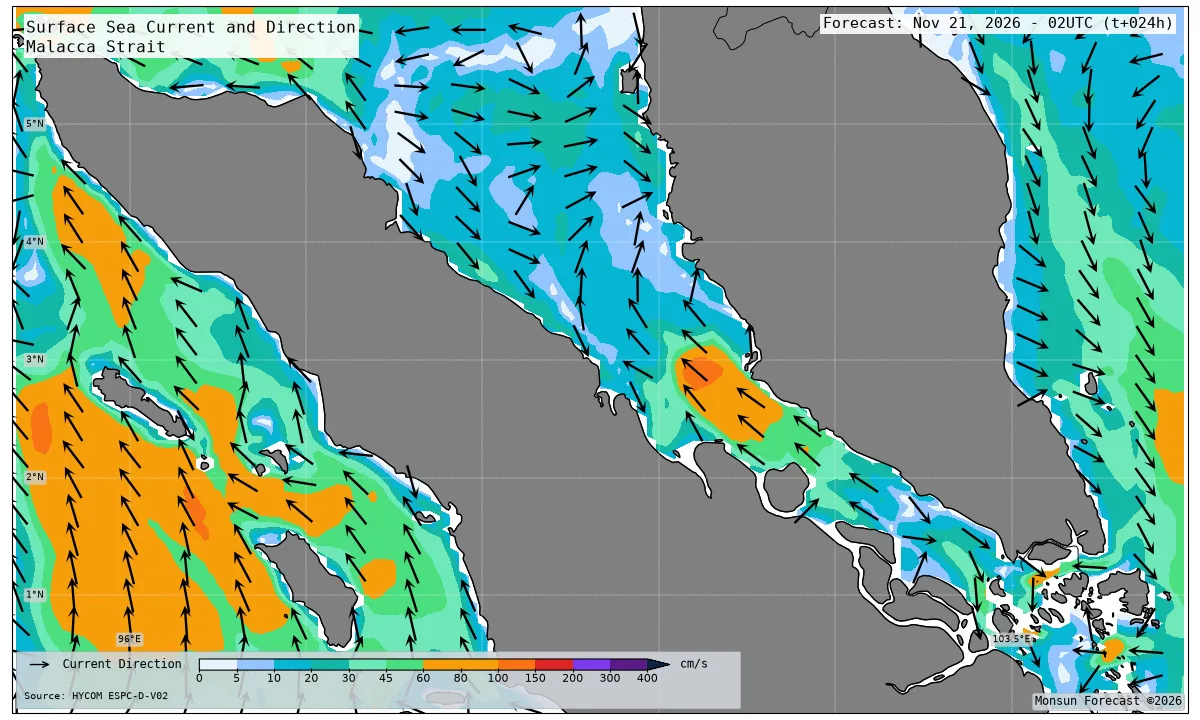 Surface Sea Current and Direction
Malacca Strait
Forecast: Nov 21, 2026 - 02UTC (t+024h)
5°N
4°N
3°N
2°N
1°N
96°E
103.5°E
Current Direction
0 5 10 20 30 45 60 80 100 150 200 300 400
cm/s
Source: HYCOM ESPC-D-V02
Monsun Forecast ©2026